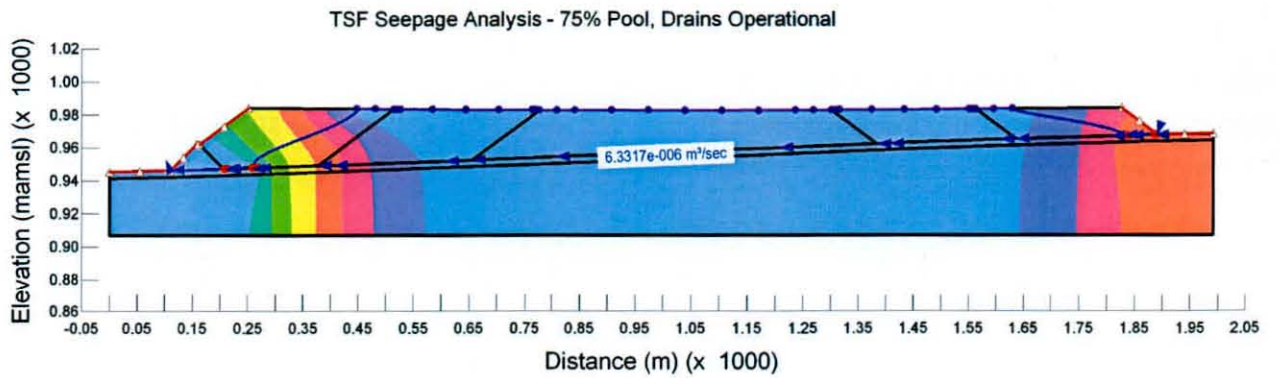 TSF Seepage Analysis - 75% Pool, Drains Operational
Elevation (mamsl) (x 1000)
1.02
1.00
0.98
0.96
0.94
0.92
0.90
0.88
0.86
6.3317e-006 m³/sec
-0.05 0.05 0.15 0.25 0.35 0.45 0.55 0.65 0.75 0.85 0.95 1.05 1.15 1.25 1.35 1.45 1.55 1.65 1.75 1.85 1.95 2.05
Distance (m) (x 1000)